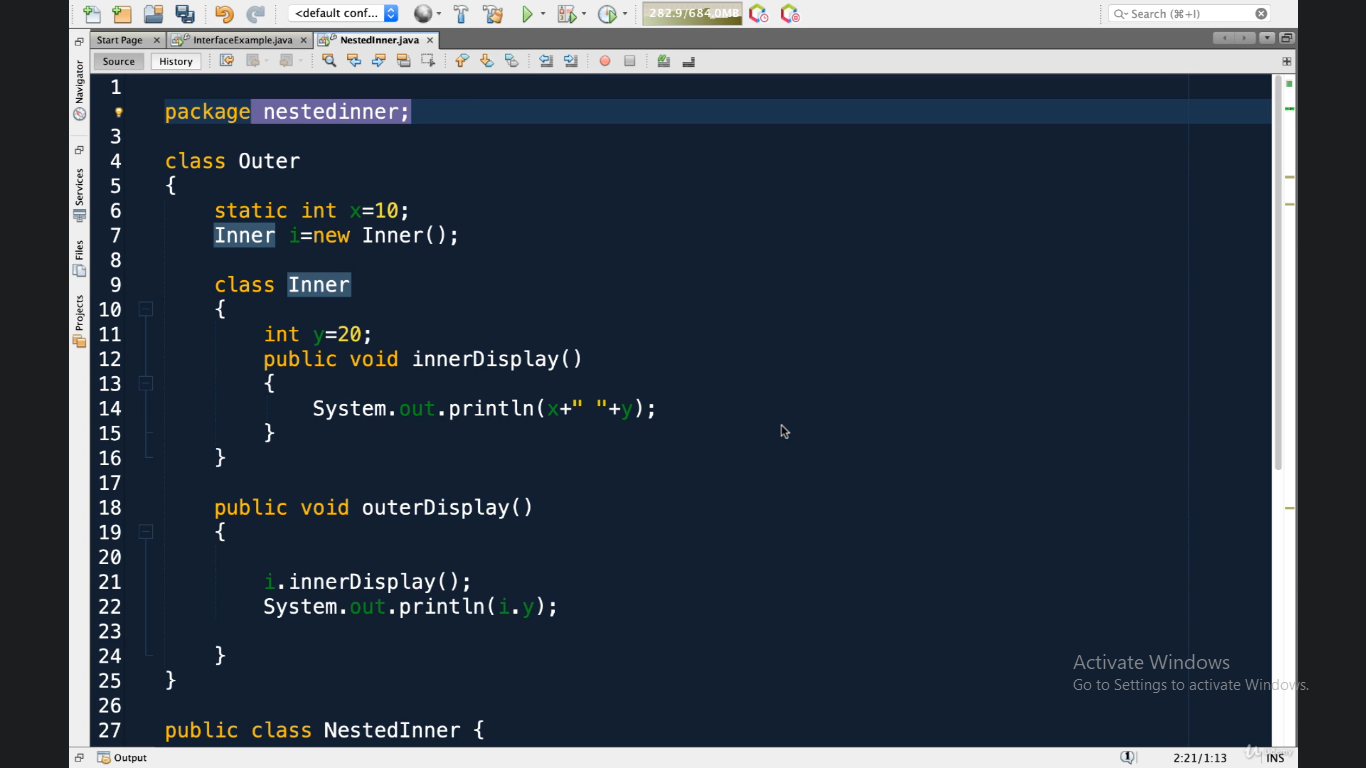 <default conf...
282.9/684.0MB
Search (⌘+I)
Start Page
InterfaceExample.java
NestedInner.java
Source
History
Navigator
Services
Files
Projects
1
package nestedinner;
3
4 class Outer
5 {
6 static int x=10;
7 Inner i=new Inner();
8
9 class Inner
10 {
11 int y=20;
12 public void innerDisplay()
13 {
14 System.out.println(x+" "+y);
15 }
16 }
17
18 public void outerDisplay()
19 {
20
21 i.innerDisplay();
22 System.out.println(i.y);
23
24 }
25 }
26
27 public class NestedInner {
Activate Windows
Go to Settings to activate Windows.
Output
1
2:21/1:13
INS